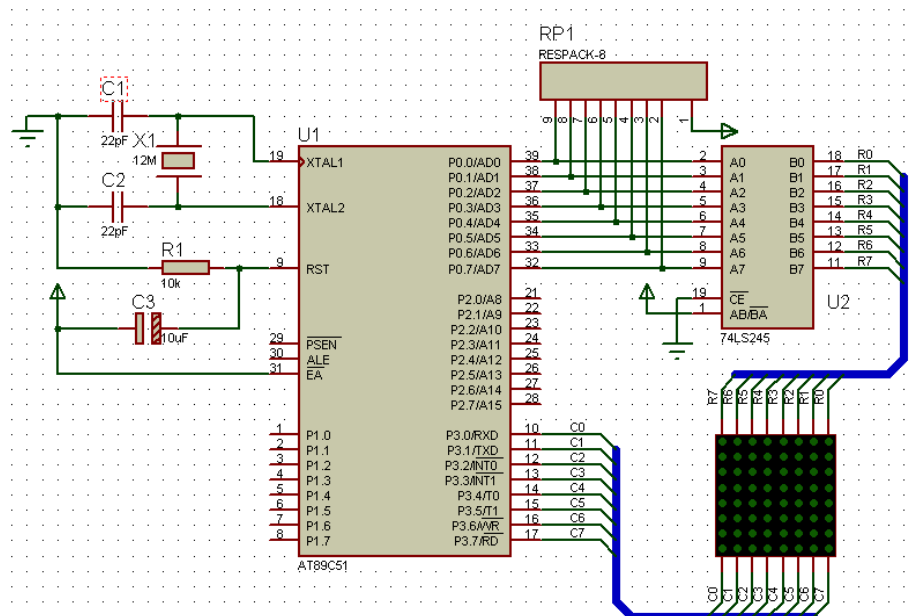 RP1
RESPACK-8
9 8 7 6 5 4 3 2 1
C1
22pF
X1
12M
C2
22pF
R1
10k
C3
10uF
U1
19 XTAL1
18 XTAL2
9 RST
29 PSEN
30 ALE
31 EA
1 P1.0
2 P1.1
3 P1.2
4 P1.3
5 P1.4
6 P1.5
7 P1.6
8 P1.7
P0.0/AD0 39
P0.1/AD1 38
P0.2/AD2 37
P0.3/AD3 36
P0.4/AD4 35
P0.5/AD5 34
P0.6/AD6 33
P0.7/AD7 32
P2.0/A8 21
P2.1/A9 22
P2.2/A10 23
P2.3/A11 24
P2.4/A12 25
P2.5/A13 26
P2.6/A14 27
P2.7/A15 28
P3.0/RXD 10 C0
P3.1/TXD 11 C1
P3.2/INT0 12 C2
P3.3/INT1 13 C3
P3.4/T0 14 C4
P3.5/T1 15 C5
P3.6/WR 16 C6
P3.7/RD 17 C7
AT89C51
2 A0 B0 18 R0
3 A1 B1 17 R1
4 A2 B2 16 R2
5 A3 B3 15 R3
6 A4 B4 14 R4
7 A5 B5 13 R5
8 A6 B6 12 R6
9 A7 B7 11 R7
19 CE
1 AB/BA
U2
74LS245
R7 R6 R5 R4 R3 R2 R1 R0
C0 C1 C2 C3 C4 C5 C6 C7